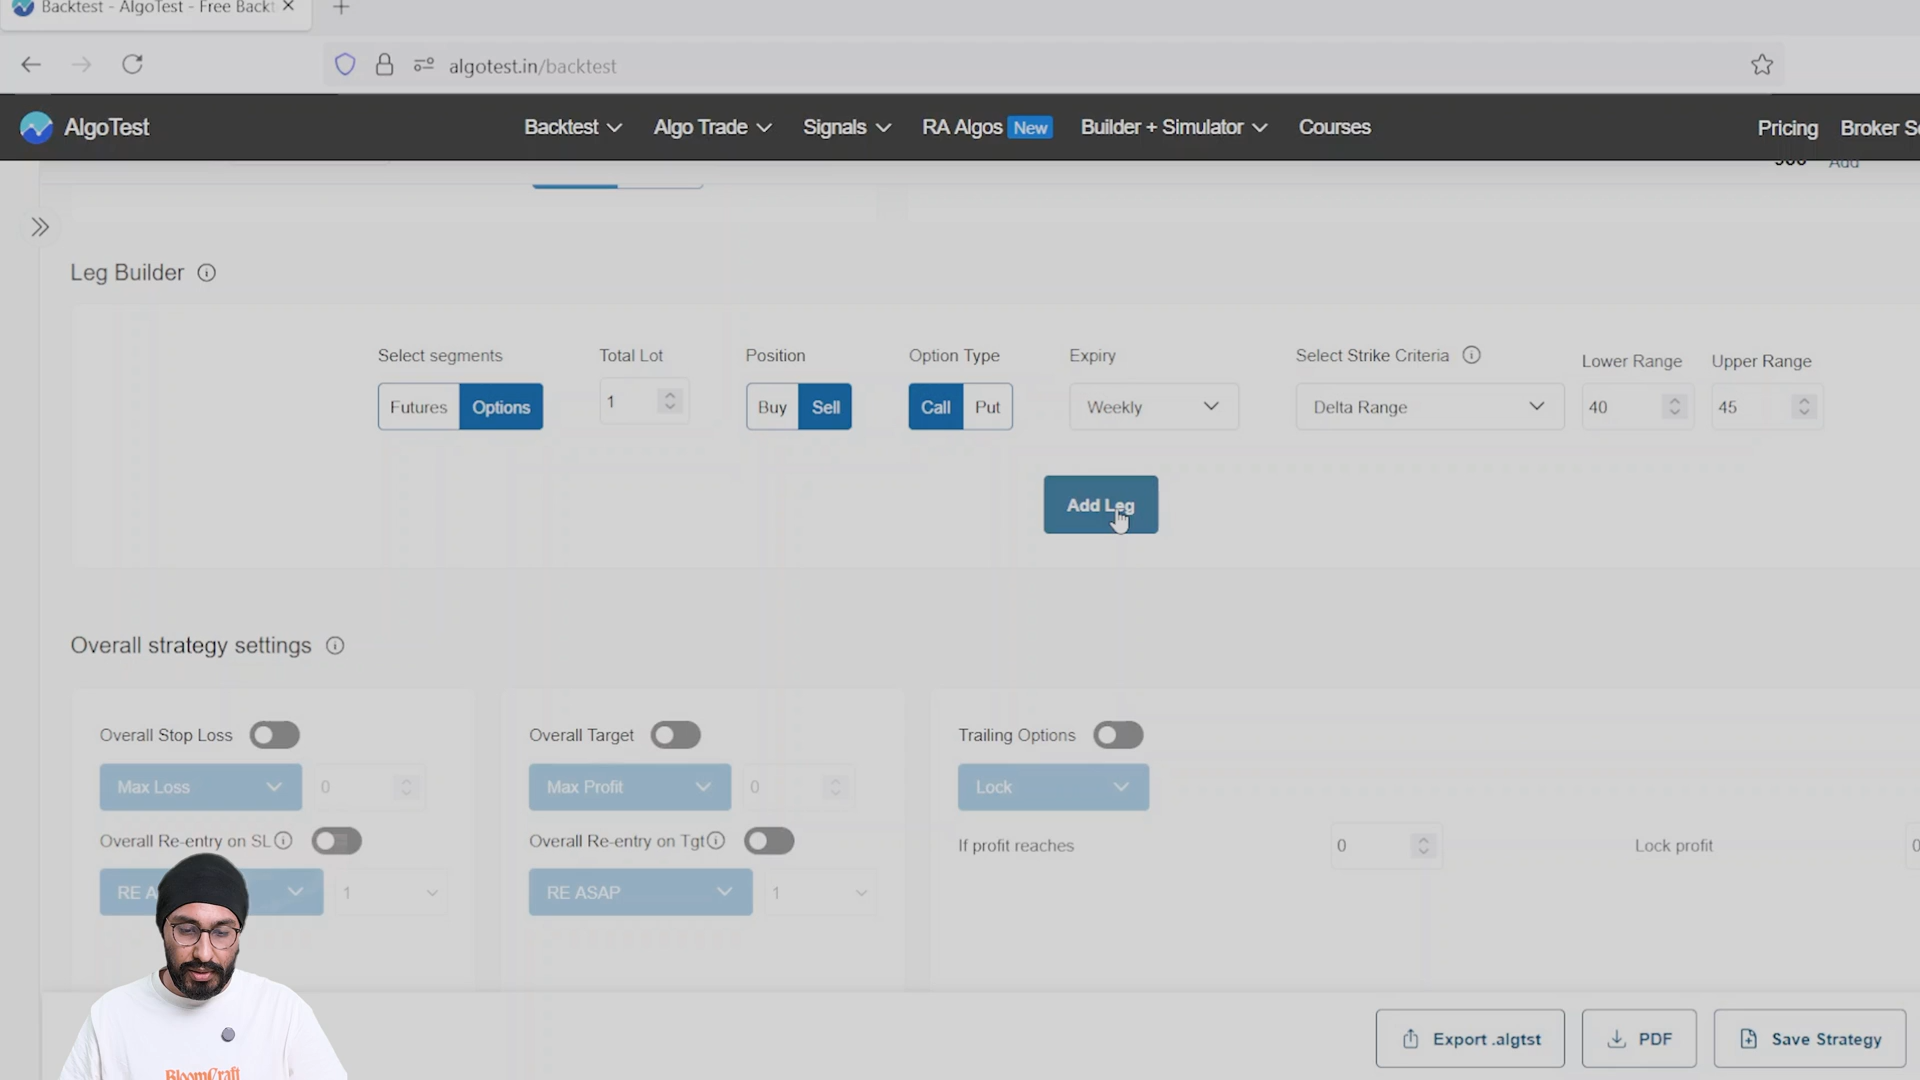 Backtest - AlgoTest - Free Backt
algotest.in/backtest
AlgoTest
Backtest
Algo Trade
Signals
RA Algos New
Builder + Simulator
Courses
Pricing
Broker Se
Add
Leg Builder
Select segments
Total Lot
Position
Option Type
Expiry
Select Strike Criteria
Lower Range
Upper Range
Futures Options
1
Buy Sell
Call Put
Weekly
Delta Range
40
45
Add Leg
Overall strategy settings
Overall Stop Loss
Overall Target
Trailing Options
Max Loss
0
Max Profit
0
Lock
Overall Re-entry on SL
Overall Re-entry on Tgt
If profit reaches
0
Lock profit
0
RE A
1
RE ASAP
1
Export .algtst
PDF
Save Strategy
BloomCraft